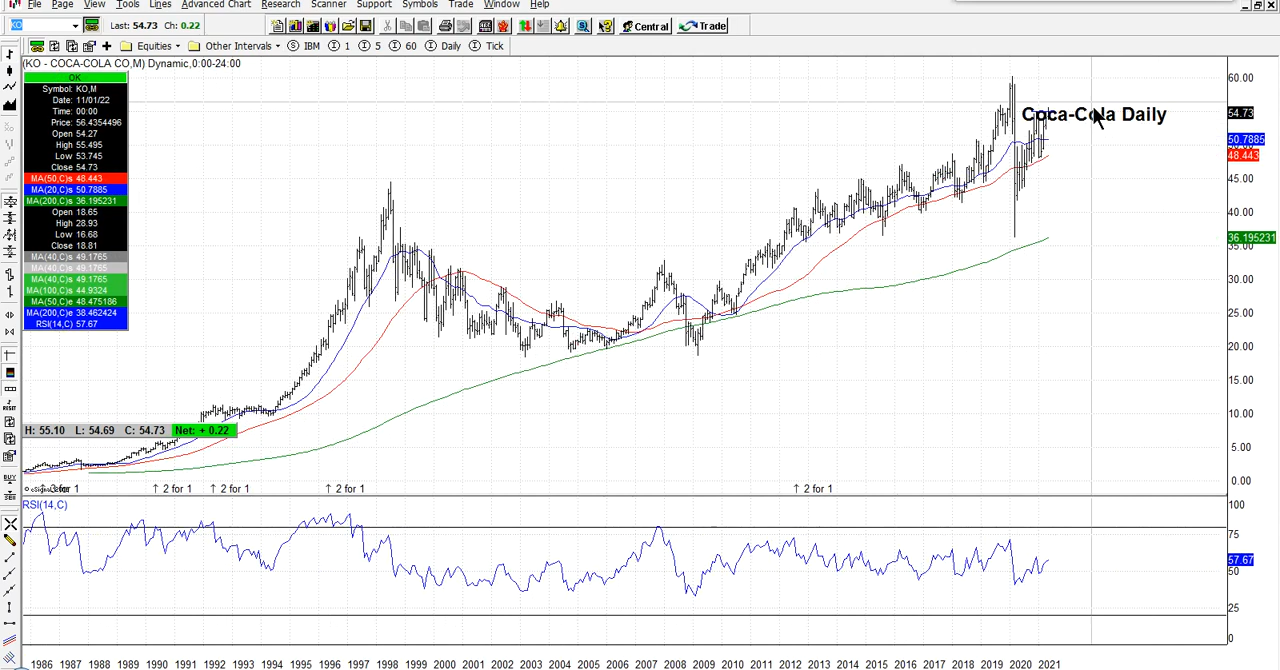 File Page View Tools Lines Advanced Chart Research Scanner Support Symbols Trade Window Help
KO Last: 54.73 Ch: 0.22 Central Trade
Equities Other Intervals S IBM I 1 I 5 I 60 I Daily I Tick
(KO - COCA-COLA CO,M) Dynamic,0:00-24:00
OK
Symbol: KO,M
Date: 11/01/22
Time: 00:00
Price: 56.4354496
Open 54.27
High 55.495
Low 53.745
Close 54.73
MA(50,C)s 48.443
MA(20,C)s 50.7885
MA(200,C)s 36.195231
Open 18.65
High 28.93
Low 16.68
Close 18.81
MA(40,C)s 49.1765
MA(40,C)s 49.1765
MA(40,C)s 49.1765
MA(100,C)s 44.9324
MA(50,C)e 48.475186
MA(200,C)e 38.462424
RSI(14,C) 57.67
Coca-Cola Daily
60.00
54.73
50.7885
48.443
45.00
40.00
36.195231
35.00
30.00
25.00
20.00
15.00
10.00
5.00
0.00
H: 55.10 L: 54.69 C: 54.73 Net: + 0.22
for 1 ↑ 2 for 1 ↑ 2 for 1 ↑ 2 for 1 ↑ 2 for 1
RSI(14,C)
100
75
57.67
50
25
0
1986 1987 1988 1989 1990 1991 1992 1993 1994 1995 1996 1997 1998 1999 2000 2001 2002 2003 2004 2005 2006 2007 2008 2009 2010 2011 2012 2013 2014 2015 2016 2017 2018 2019 2020 2021